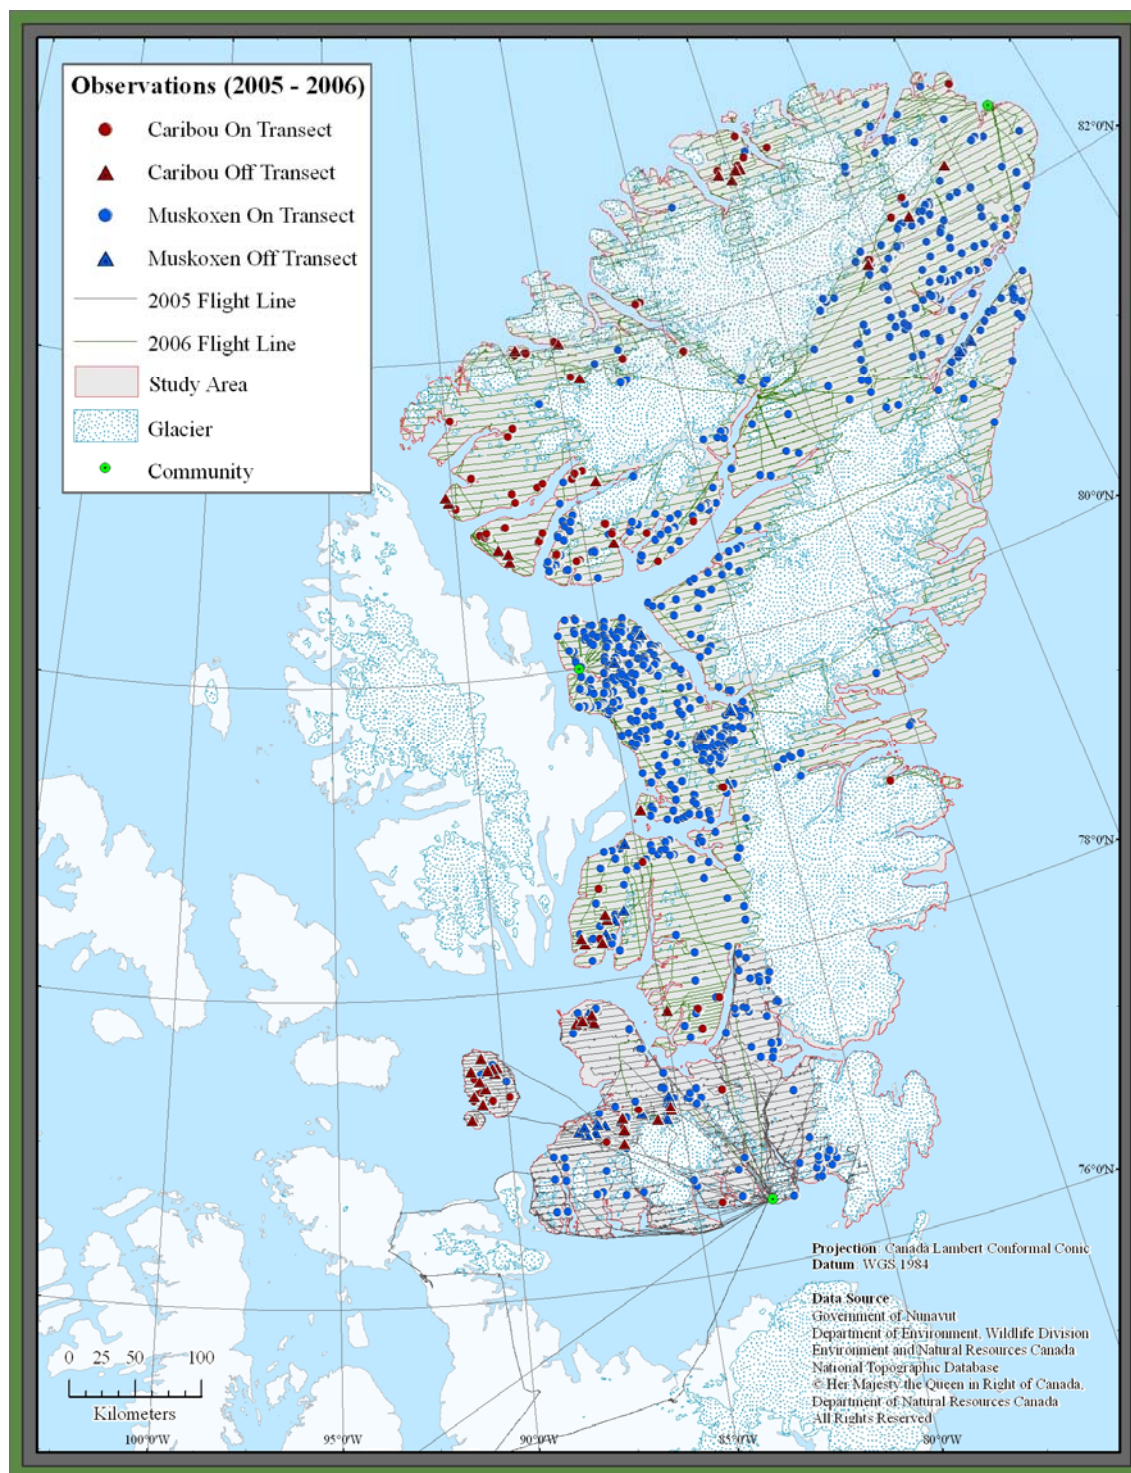 Observations (2005 - 2006)
Caribou On Transect
Caribou Off Transect
Muskoxen On Transect
Muskoxen Off Transect
2005 Flight Line
2006 Flight Line
Study Area
Glacier
Community
82°0'N
80°0'N
78°0'N
76°0'N
Projection: Canada Lambert Conformal Conic
Datum: WGS 1984
Data Source
Government of Nunavut
Department of Environment, Wildlife Division
Environment and Natural Resources Canada
National Topographic Database
© Her Majesty the Queen in Right of Canada,
Department of Natural Resources Canada
All Rights Reserved
0 25 50 100
Kilometers
100°0'W 95°0'W 90°0'W 85°0'W 80°0'W